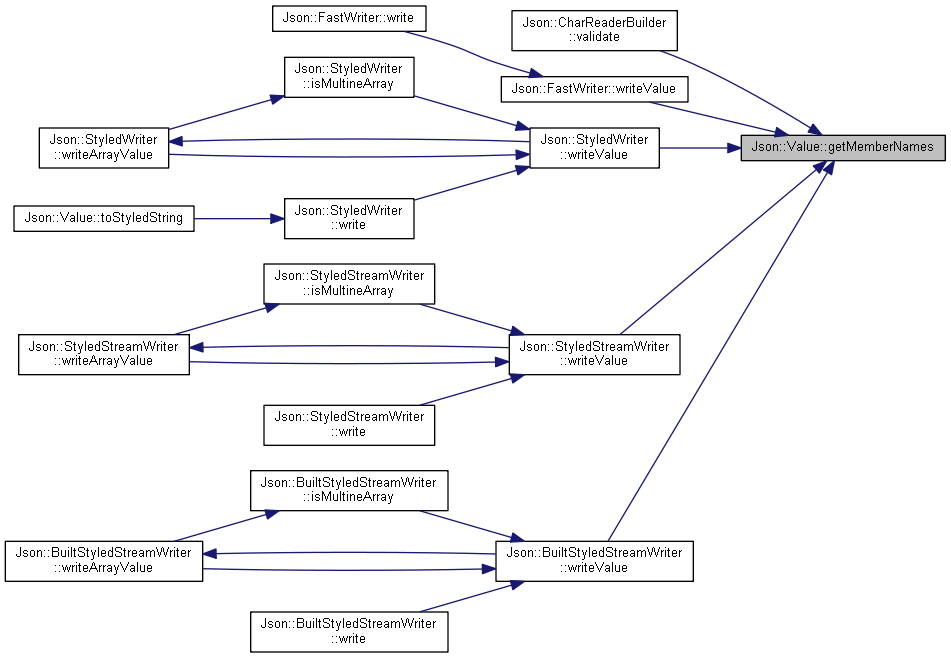 Json::FastWriter::write
Json::CharReaderBuilder
::validate
Json::StyledWriter
::isMultineArray
Json::FastWriter::writeValue
Json::StyledWriter
::writeArrayValue
Json::StyledWriter
::writeValue
Json::Value::getMemberNames
Json::Value::toStyledString
Json::StyledWriter
::write
Json::StyledStreamWriter
::isMultineArray
Json::StyledStreamWriter
::writeArrayValue
Json::StyledStreamWriter
::writeValue
Json::StyledStreamWriter
::write
Json::BuiltStyledStreamWriter
::isMultineArray
Json::BuiltStyledStreamWriter
::writeArrayValue
Json::BuiltStyledStreamWriter
::writeValue
Json::BuiltStyledStreamWriter
::write